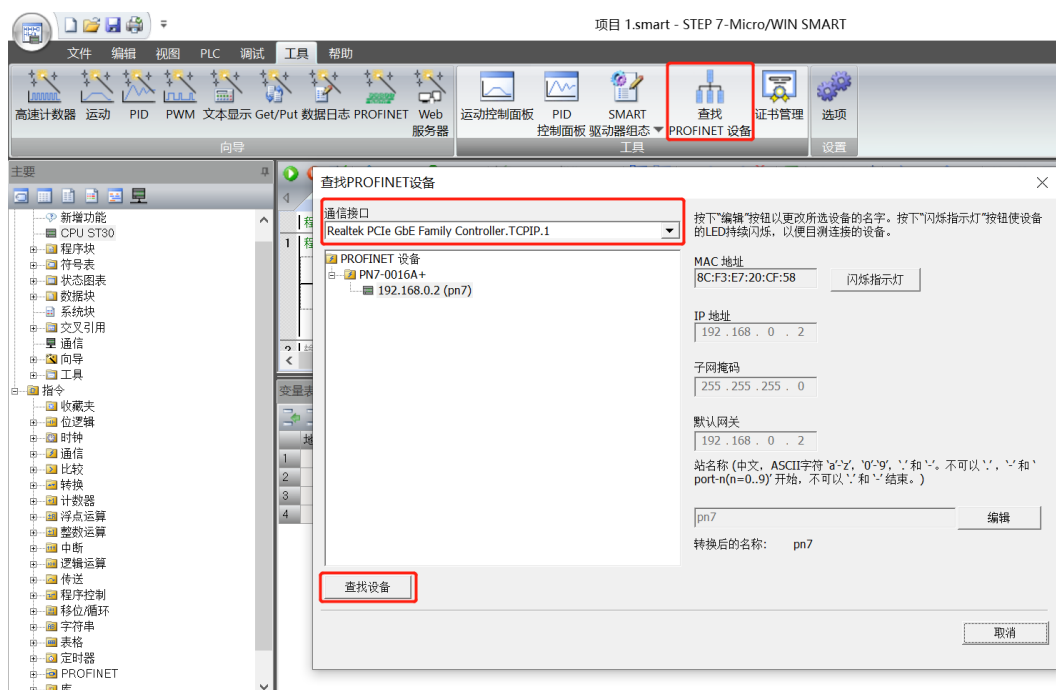 项目 1.smart - STEP 7-Micro/WIN SMART
文件 编辑 视图 PLC 调试 工具 帮助
高速计数器 运动 PID PWM 文本显示 Get/Put 数据日志 PROFINET Web 服务器
运动控制面板 PID 控制面板 SMART 驱动器组态 查找 PROFINET 设备 证书管理 选项
向导 工具 设置
主要
新增功能
CPU ST30
程序块
符号表
状态图表
数据块
系统块
交叉引用
通信
向导
工具
指令
收藏夹
位逻辑
时钟
通信
比较
转换
计数器
浮点运算
整数运算
中断
逻辑运算
传送
程序控制
移位/循环
字符串
表格
定时器
PROFINET
库
1
变量表
1
2
3
4
查找PROFINET设备
通信接口
Realtek PCIe GbE Family Controller.TCPIP.1
PROFINET 设备
PN7-0016A+
192.168.0.2 (pn7)
查找设备
按下"编辑"按钮以更改所选设备的名字。按下"闪烁指示灯"按钮使设备
的LED持续闪烁，以便目测连接的设备。
MAC 地址
8C:F3:E7:20:CF:58 闪烁指示灯
IP 地址
192 . 168 . 0 . 2
子网掩码
255 . 255 . 255 . 0
默认网关
192 . 168 . 0 . 2
站名称 (中文，ASCII字符 'a'-'z'，'0'-'9'，'.' 和 '-'。不可以 '.'，'-' 和 '
port-n(n=0..9)' 开始，不可以 '.' 和 '-' 结束。)
pn7 编辑
转换后的名称: pn7
取消